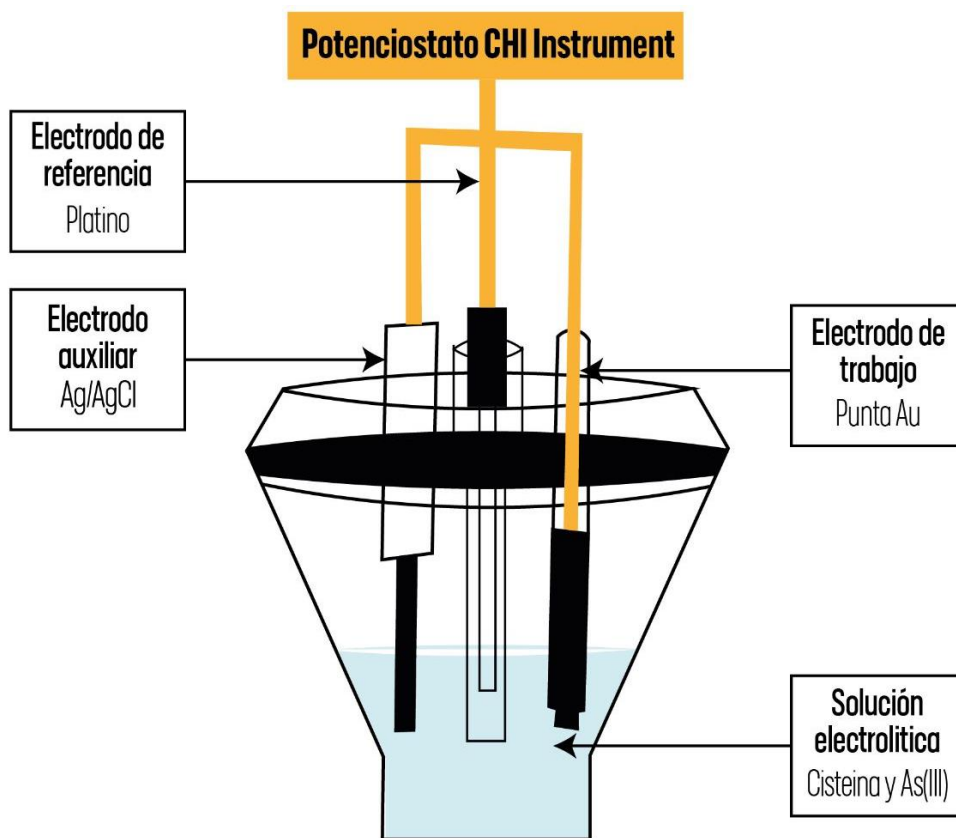 Potenciostato CHI Instrument
Electrodo de
referencia
Platino
Electrodo
auxiliar
Ag/AgCl
Electrodo de
trabajo
Punta Au
Solución
electrolitica
Cisteina y As(III)